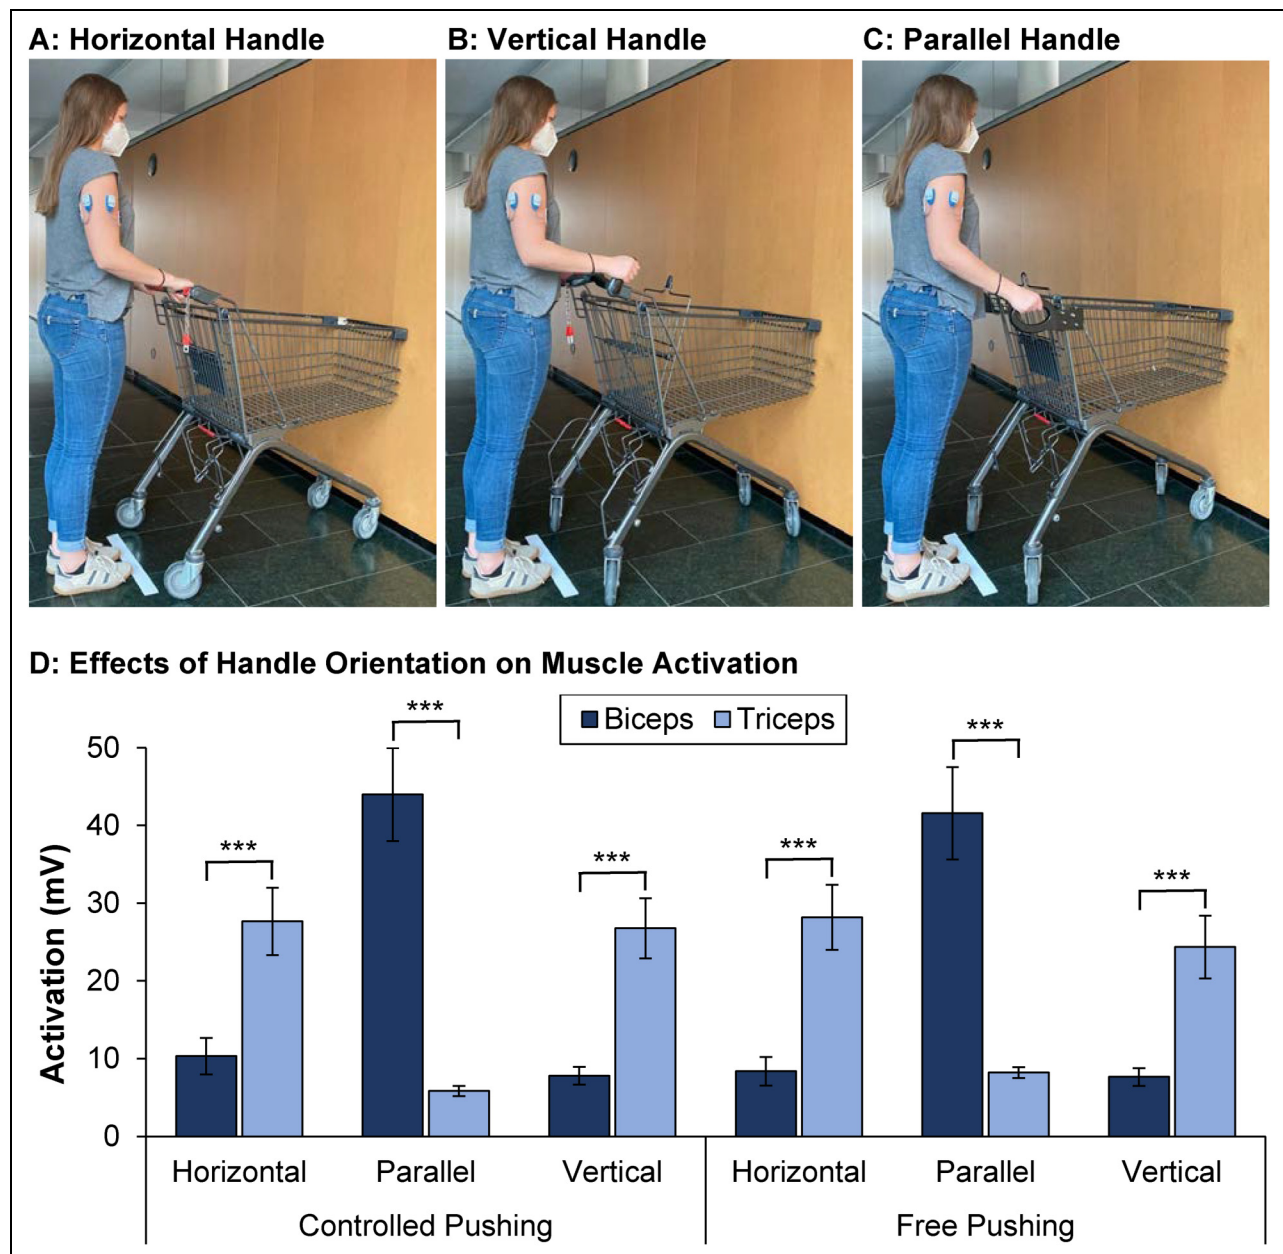 A: Horizontal Handle
B: Vertical Handle
C: Parallel Handle
D: Effects of Handle Orientation on Muscle Activation
Biceps Triceps
Activation (mV)
50
40
30
20
10
0
***
***
***
***
***
***
Horizontal Parallel Vertical Horizontal Parallel Vertical
Controlled Pushing Free Pushing